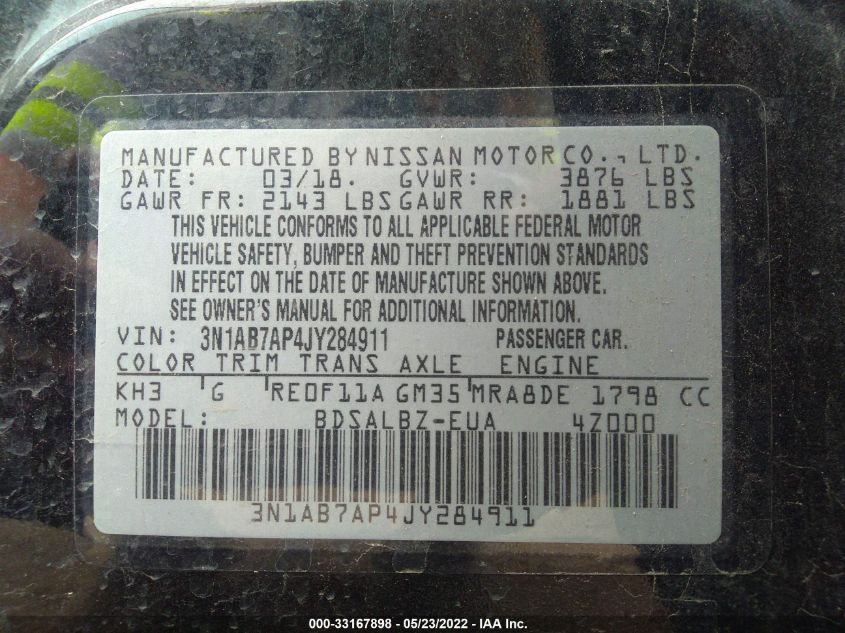 MANUFACTURED BY NISSAN MOTOR CO., LTD.
DATE: 03/18. GVWR: 3876 LBS
GAWR FR: 2143 LBS GAWR RR: 1881 LBS
THIS VEHICLE CONFORMS TO ALL APPLICABLE FEDERAL MOTOR
VEHICLE SAFETY, BUMPER AND THEFT PREVENTION STANDARDS
IN EFFECT ON THE DATE OF MANUFACTURE SHOWN ABOVE.
SEE OWNER'S MANUAL FOR ADDITIONAL INFORMATION.
VIN: 3N1AB7AP4JY284911 PASSENGER CAR.
COLOR TRIM TRANS AXLE ENGINE
KH3 'G 'RE0F11A GM35'MRA8DE 1798 CC
MODEL: BDSALBZ-EUA 4Z000
3N1AB7AP4JY284911
000-33167898 - 05/23/2022 - IAA Inc.